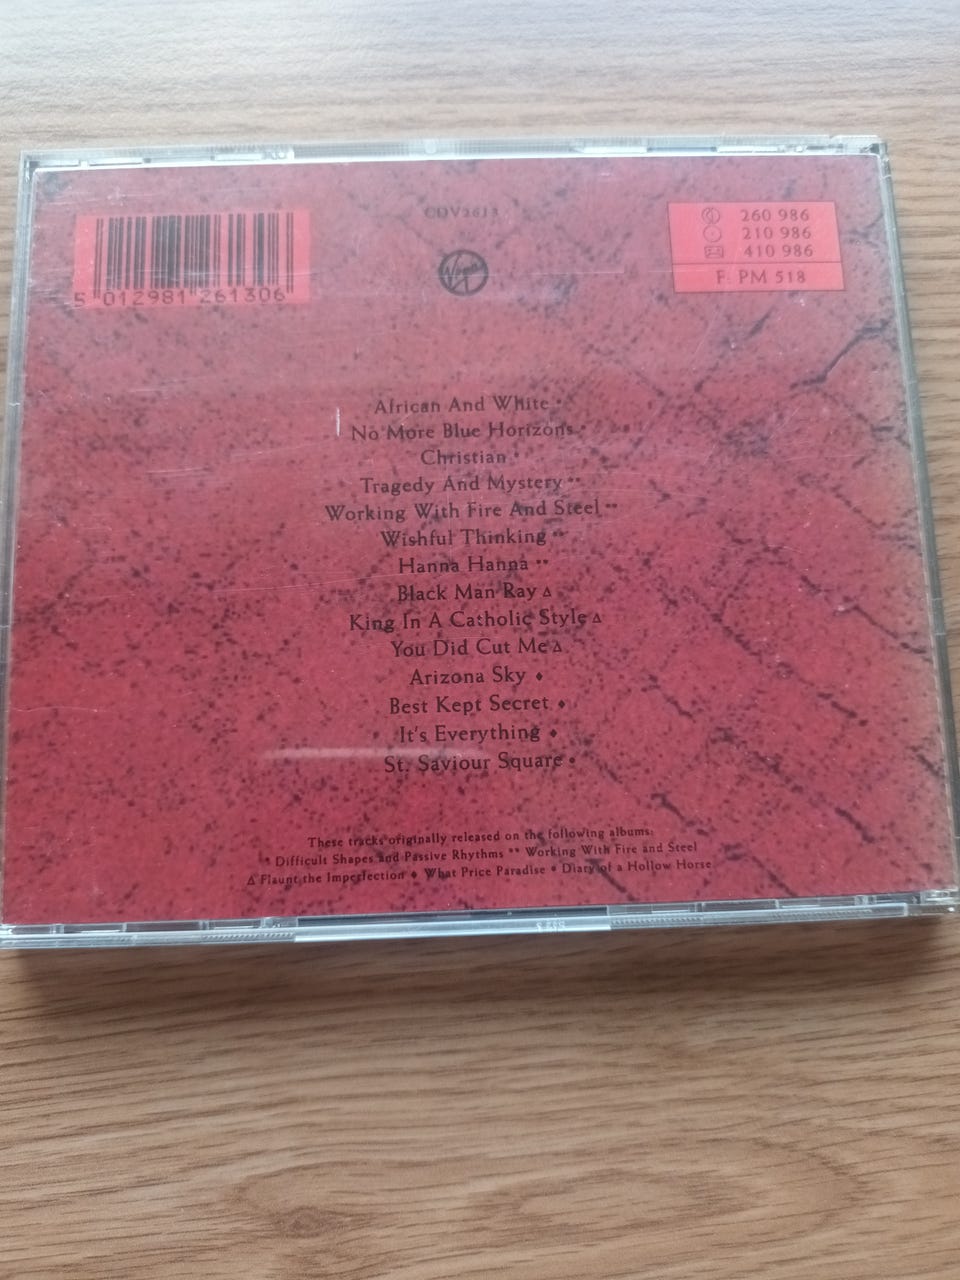 CDV2613
5 012981 261306
Virgin
260 986
210 986
410 986
F: PM 518
African And White *
No More Blue Horizons *
Christian *
Tragedy And Mystery **
Working With Fire And Steel **
Wishful Thinking **
Hanna Hanna **
Black Man Ray Δ
King In A Catholic Style Δ
You Did Cut Me Δ
Arizona Sky ♦
Best Kept Secret ♦
It's Everything ♦
St. Saviour Square •
These tracks originally released on the following albums:
* Difficult Shapes and Passive Rhythms ** Working With Fire and Steel
Δ Flaunt the Imperfection ♦ What Price Paradise • Diary of a Hollow Horse